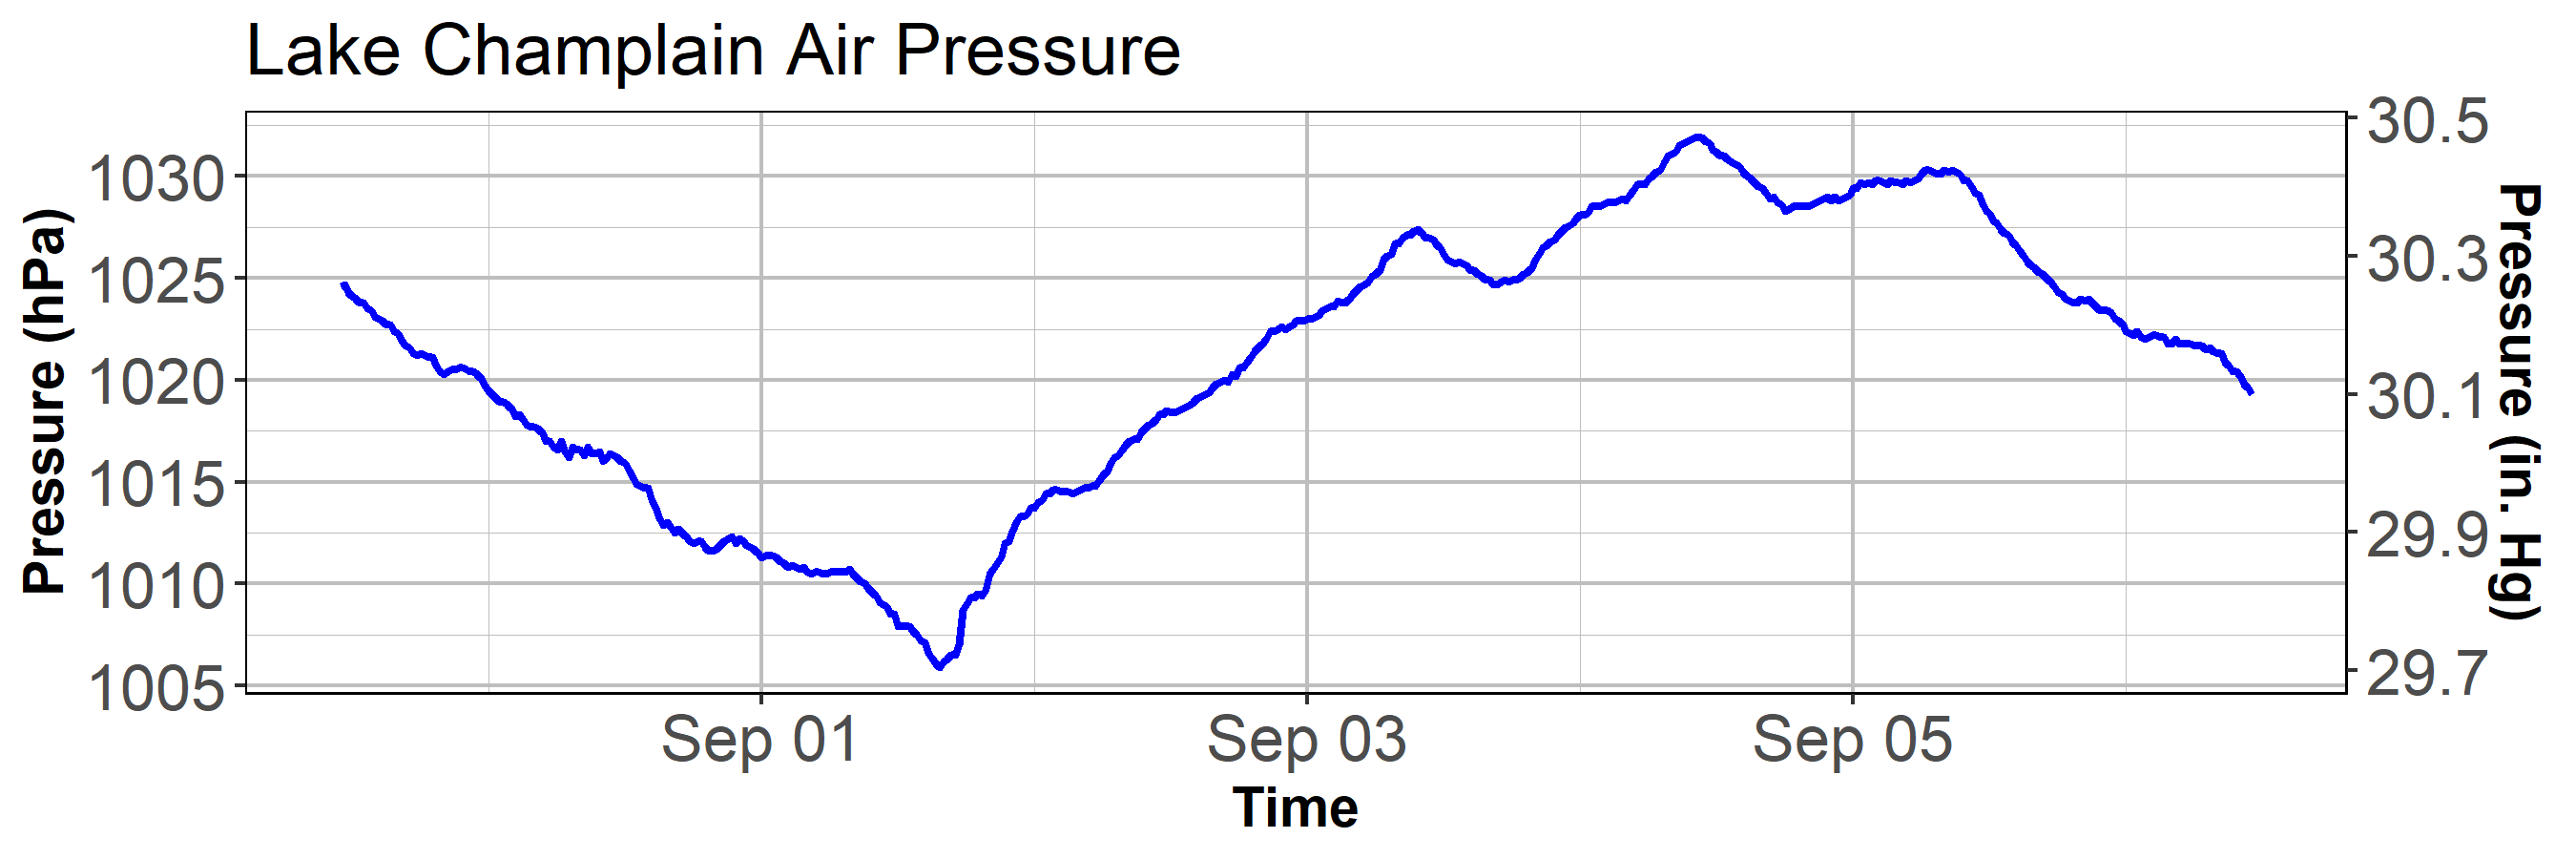 Lake Champlain Air Pressure
Pressure (hPa)
1030
1025
1020
1015
1010
1005
30.5
30.3
30.1
29.9
29.7
Pressure (in. Hg)
Sep 01 Sep 03 Sep 05
Time